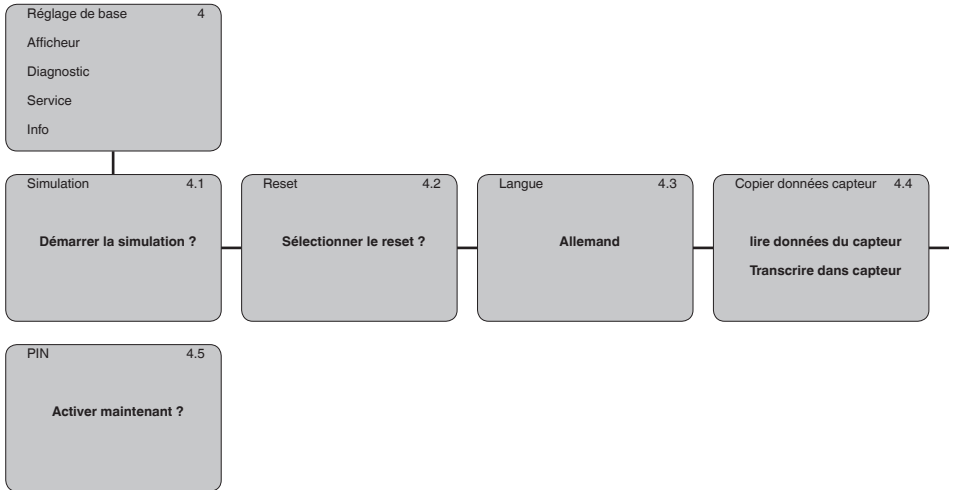 Réglage de base 4
Afficheur
Diagnostic
Service
Info
Simulation 4.1
Démarrer la simulation ?
Reset 4.2
Sélectionner le reset ?
Langue 4.3
Allemand
Copier données capteur 4.4
lire données du capteur
Transcrire dans capteur
PIN 4.5
Activer maintenant ?